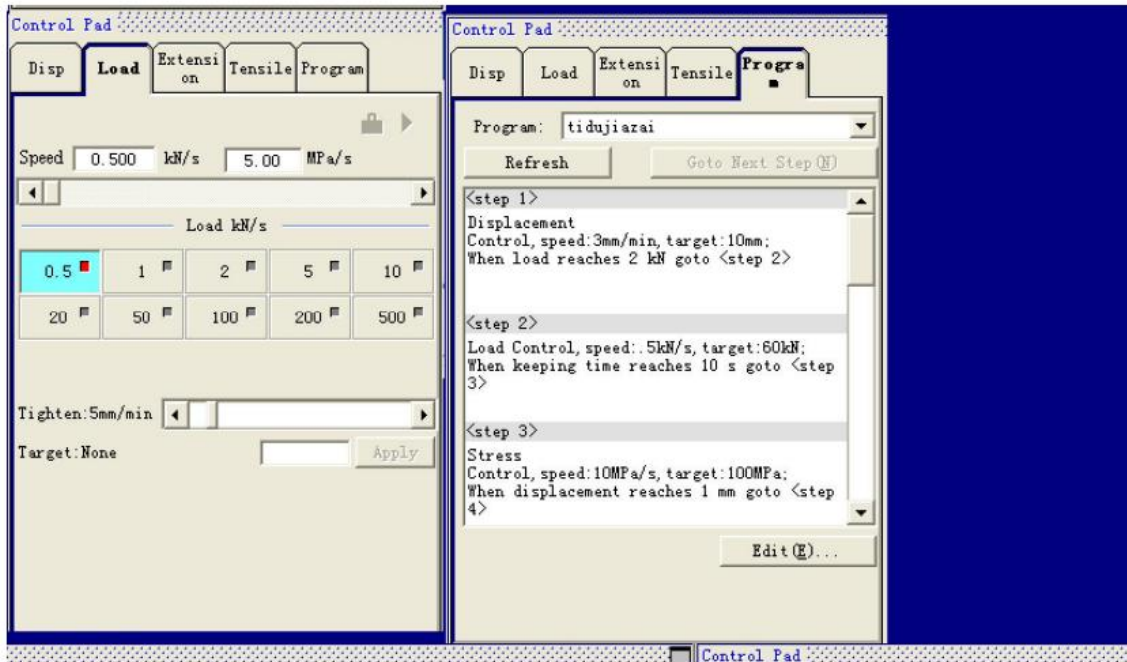 Control Pad
Disp
Load
Extensi
on
Tensile
Program
Speed 0.500 kN/s 5.00 MPa/s
Load kN/s
0.5 1 2 5 10
20 50 100 200 500
Tighten:5mm/min
Target:None Apply
Control Pad
Disp
Load
Extensi
on
Tensile
Progra
m
Program: tidujiazai
Refresh Goto Next Step(N)
<step 1>
Displacement
Control, speed:3mm/min, target:10mm;
When load reaches 2 kN goto <step 2>
<step 2>
Load Control, speed:.5kN/s, target:60kN;
When keeping time reaches 10 s goto <step
3>
<step 3>
Stress
Control, speed:10MPa/s, target:100MPa;
When displacement reaches 1 mm goto <step
4>
Edit(E)...
Control Pad